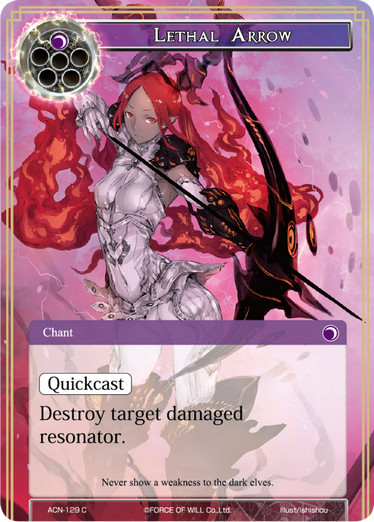 Lethal Arrow
Chant
Quickcast
Destroy target damaged
resonator.
Never show a weakness to the dark elves.
ACN-129 C ©FORCE OF WILL Co.,Ltd. Illust/ishishou